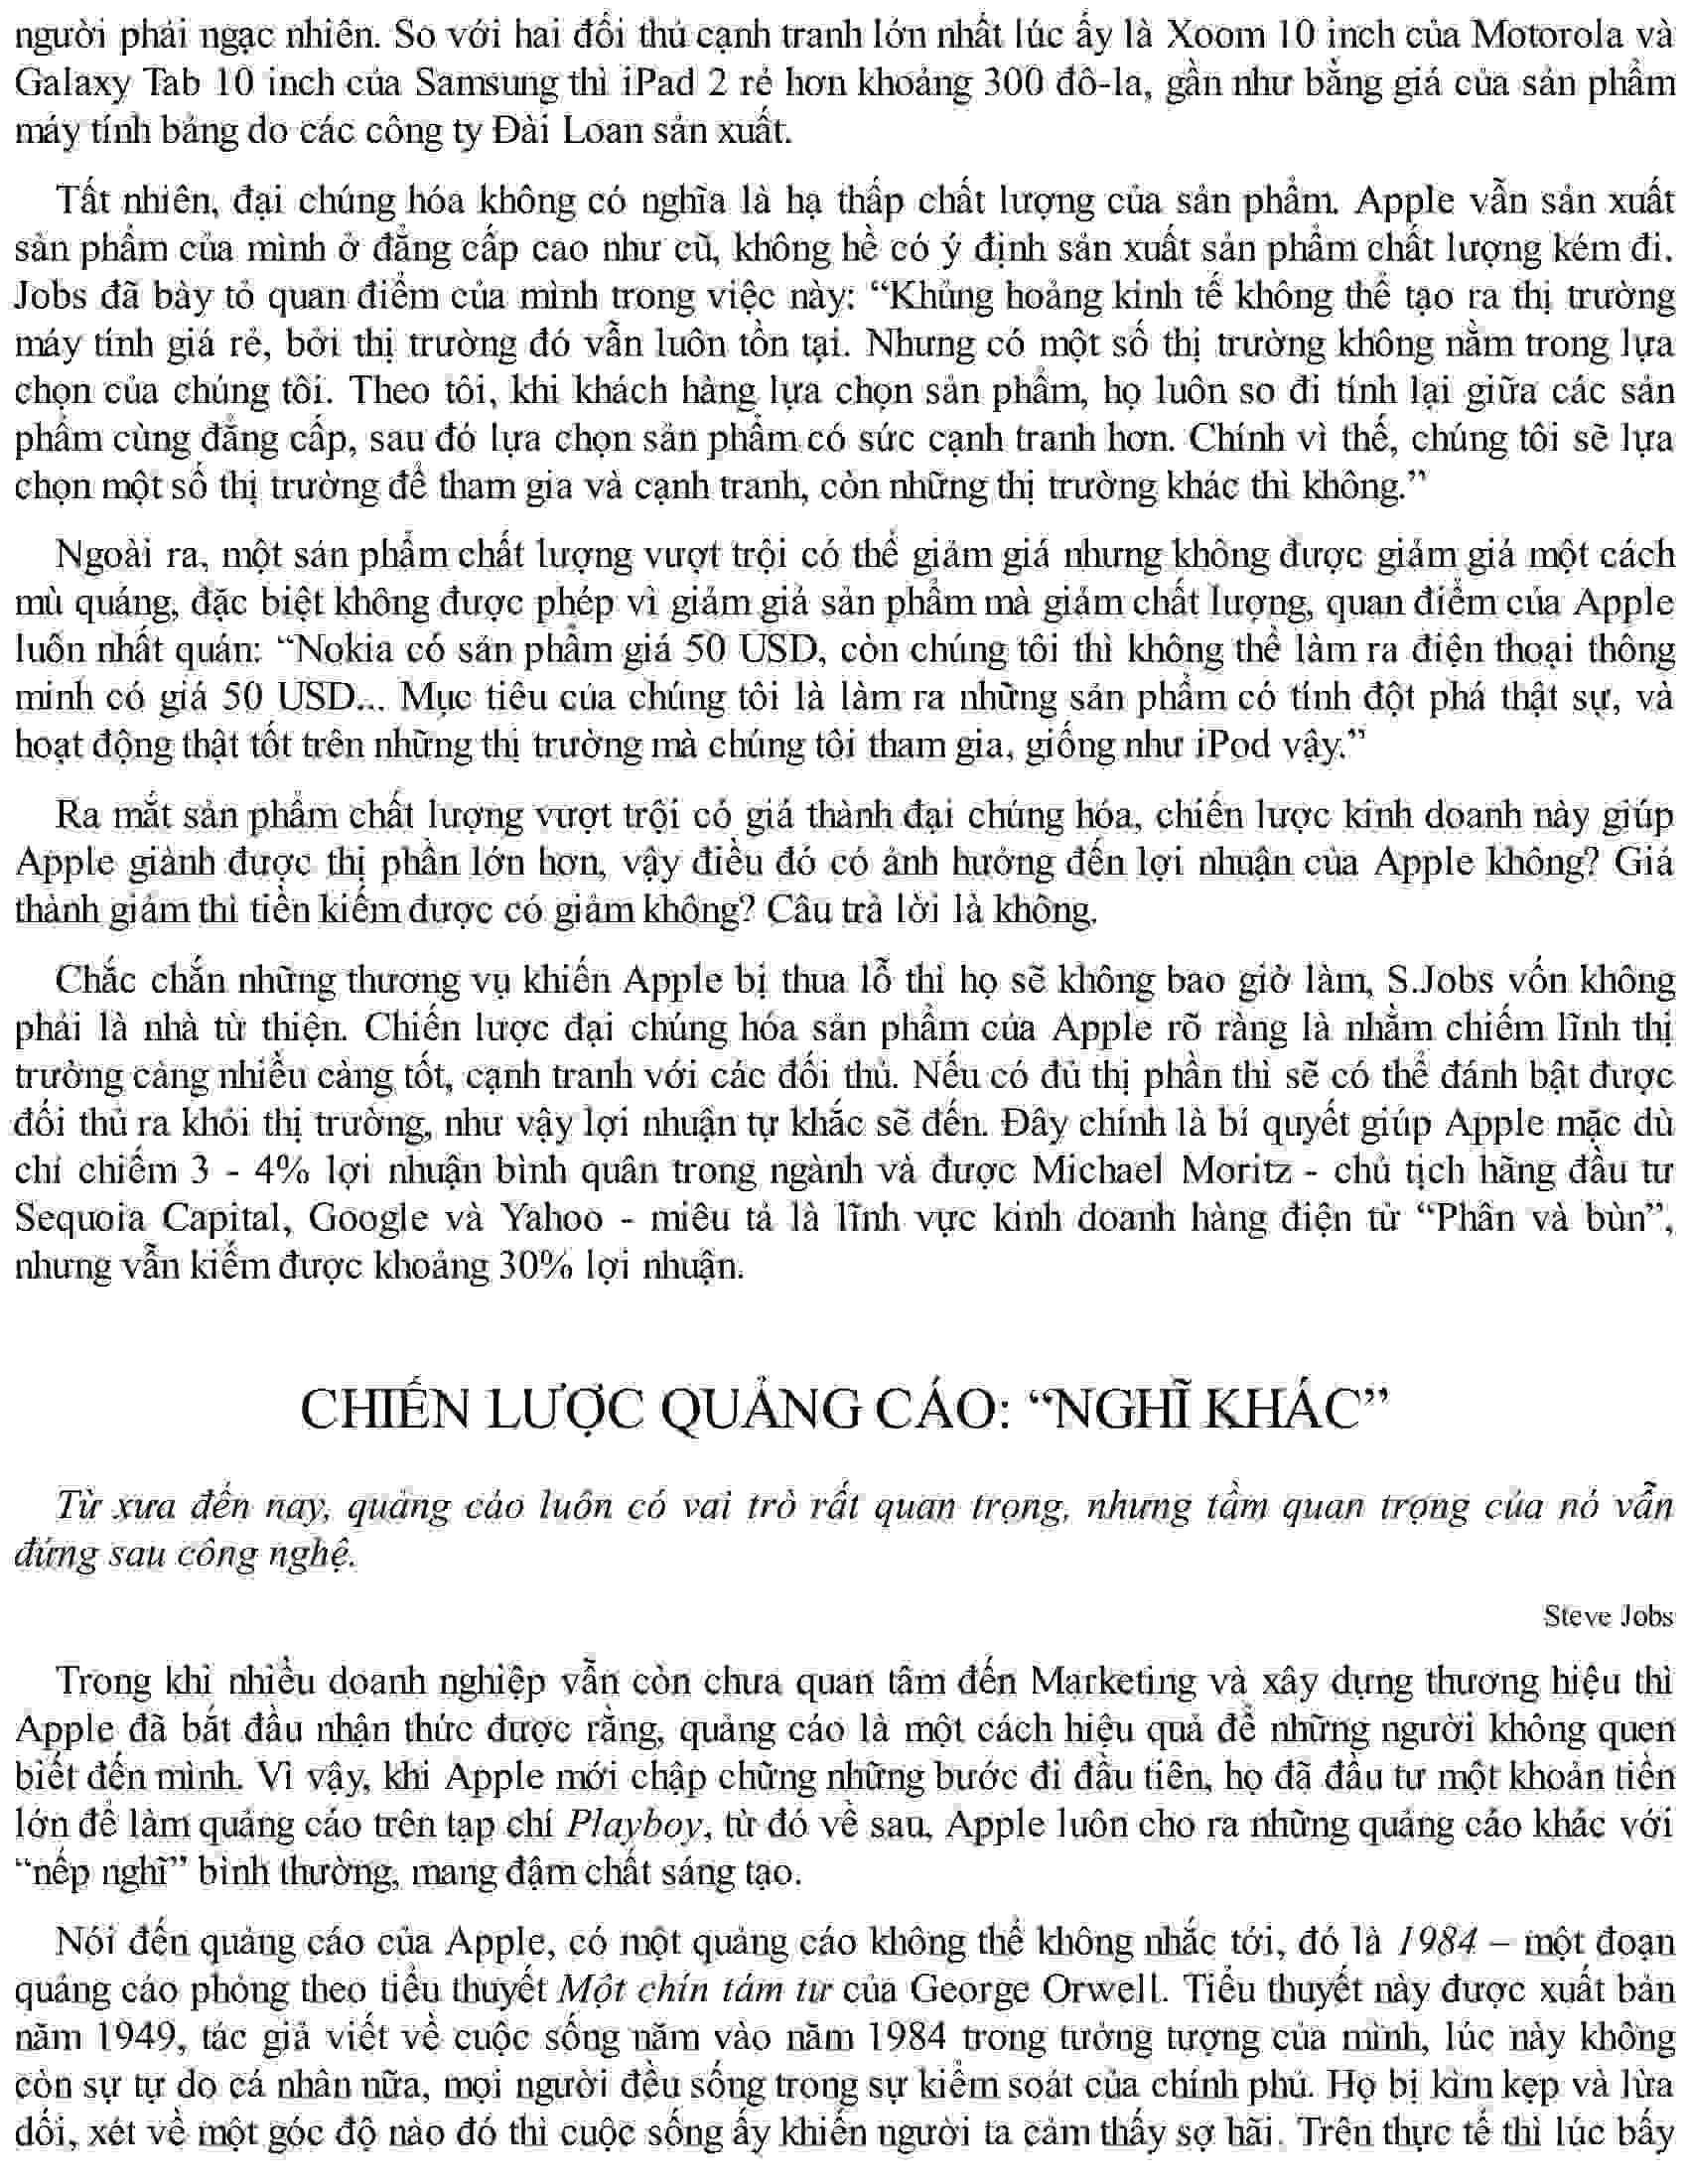 người phải ngạc nhiên. So với hai đối thủ cạnh tranh lớn nhất lúc ấy là Xoom 10 inch của Motorola và
Galaxy Tab 10 inch của Samsung thì iPad 2 rẻ hơn khoảng 300 đô-la, gần như bằng giá của sản phẩm
máy tính bảng do các công ty Đài Loan sản xuất.
Tất nhiên, đại chúng hóa không có nghĩa là hạ thấp chất lượng của sản phẩm. Apple vẫn sản xuất
sản phẩm của mình ở đẳng cấp cao như cũ, không hề có ý định sản xuất sản phẩm chất lượng kém đi.
Jobs đã bày tỏ quan điểm của mình trong việc này: “Khủng hoảng kinh tế không thể tạo ra thị trường
máy tính giá rẻ, bởi thị trường đó vẫn luôn tồn tại. Nhưng có một số thị trường không nằm trong lựa
chọn của chúng tôi. Theo tôi, khi khách hàng lựa chọn sản phẩm, họ luôn so đi tính lại giữa các sản
phẩm cùng đẳng cấp, sau đó lựa chọn sản phẩm có sức cạnh tranh hơn. Chính vì thế, chúng tôi sẽ lựa
chọn một số thị trường để tham gia và cạnh tranh, còn những thị trường khác thì không.”
Ngoài ra, một sản phẩm chất lượng vượt trội có thể giảm giá nhưng không được giảm giá một cách
mù quáng, đặc biệt không được phép vì giảm giá sản phẩm mà giảm chất lượng, quan điểm của Apple
luôn nhất quán: “Nokia có sản phẩm giá 50 USD, còn chúng tôi thì không thể làm ra điện thoại thông
minh có giá 50 USD... Mục tiêu của chúng tôi là làm ra những sản phẩm có tính đột phá thật sự, và
hoạt động thật tốt trên những thị trường mà chúng tôi tham gia, giống như iPod vậy.”
Ra mắt sản phẩm chất lượng vượt trội có giá thành đại chúng hóa, chiến lược kinh doanh này giúp
Apple giành được thị phần lớn hơn, vậy điều đó có ảnh hưởng đến lợi nhuận của Apple không? Giá
thành giảm thì tiền kiếm được có giảm không? Câu trả lời là không.
Chắc chắn những thương vụ khiến Apple bị thua lỗ thì họ sẽ không bao giờ làm, S.Jobs vốn không
phải là nhà từ thiện. Chiến lược đại chúng hóa sản phẩm của Apple rõ ràng là nhằm chiếm lĩnh thị
trường càng nhiều càng tốt, cạnh tranh với các đối thủ. Nếu có đủ thị phần thì sẽ có thể đánh bật được
đối thủ ra khỏi thị trường, như vậy lợi nhuận tự khắc sẽ đến. Đây chính là bí quyết giúp Apple mặc dù
chỉ chiếm 3 - 4% lợi nhuận bình quân trong ngành và được Michael Moritz - chủ tịch hãng đầu tư
Sequoia Capital, Google và Yahoo - miêu tả là lĩnh vực kinh doanh hàng điện tử “Phân và bùn”,
nhưng vẫn kiếm được khoảng 30% lợi nhuận.
CHIẾN LƯỢC QUẢNG CÁO: “NGHĨ KHÁC”
Từ xưa đến nay, quảng cáo luôn có vai trò rất quan trọng, nhưng tầm quan trọng của nó vẫn
đứng sau công nghệ.
Steve Jobs
Trong khi nhiều doanh nghiệp vẫn còn chưa quan tâm đến Marketing và xây dựng thương hiệu thì
Apple đã bắt đầu nhận thức được rằng, quảng cáo là một cách hiệu quả để những người không quen
biết đến mình. Vì vậy, khi Apple mới chập chững những bước đi đầu tiên, họ đã đầu tư một khoản tiền
lớn để làm quảng cáo trên tạp chí Playboy, từ đó về sau, Apple luôn cho ra những quảng cáo khác với
“nếp nghĩ” bình thường, mang đậm chất sáng tạo.
Nói đến quảng cáo của Apple, có một quảng cáo không thể không nhắc tới, đó là 1984 – một đoạn
quảng cáo phỏng theo tiểu thuyết Một chín tám tư của George Orwell. Tiểu thuyết này được xuất bản
năm 1949, tác giả viết về cuộc sống năm vào năm 1984 trong tưởng tượng của mình, lúc này không
còn sự tự do cá nhân nữa, mọi người đều sống trong sự kiểm soát của chính phủ. Họ bị kìm kẹp và lừa
dối, xét về một góc độ nào đó thì cuộc sống ấy khiến người ta cảm thấy sợ hãi. Trên thực tế thì lúc bấy